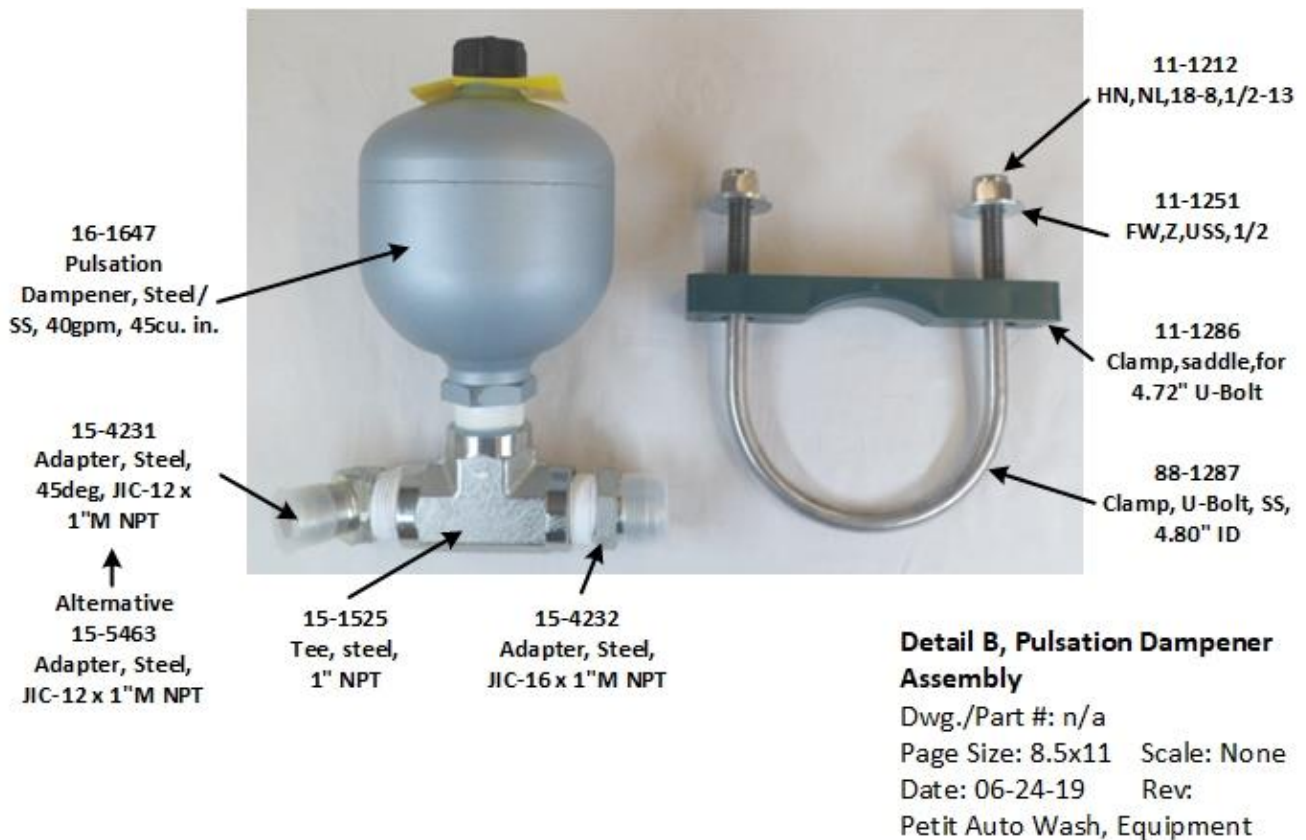 11-1212
HN,NL,18-8,1/2-13
11-1251
FW,Z,USS,1/2
16-1647
Pulsation
Dampener, Steel/
SS, 40gpm, 45cu. in.
11-1286
Clamp,saddle,for
4.72" U-Bolt
15-4231
Adapter, Steel,
45deg, JIC-12 x
1"M NPT
88-1287
Clamp, U-Bolt, SS,
4.80" ID
Alternative
15-5463
Adapter, Steel,
JIC-12 x 1"M NPT
15-1525
Tee, steel,
1" NPT
15-4232
Adapter, Steel,
JIC-16 x 1"M NPT
Detail B, Pulsation Dampener
Assembly
Dwg./Part #: n/a
Page Size: 8.5x11 Scale: None
Date: 06-24-19 Rev:
Petit Auto Wash, Equipment